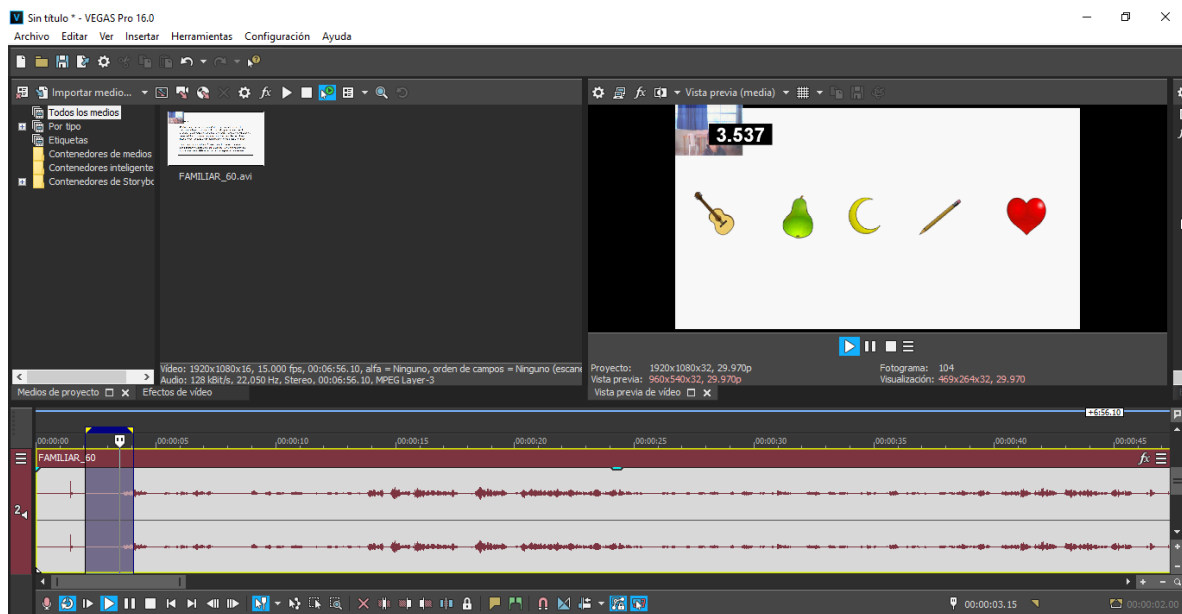 Sin título * - VEGAS Pro 16.0
Archivo Editar Ver Insertar Herramientas Configuración Ayuda
Importar medio...
Vista previa (media)
Todos los medios
Por tipo
Etiquetas
Contenedores de medios
Contenedores inteligente
Contenedores de Storybo
FAMILIAR_60.avi
3.537
Vídeo: 1920x1080x16, 15.000 fps, 00:06:56.10, alfa = Ninguno, orden de campos = Ninguno (escane
Audio: 128 kBit/s, 22,050 Hz, Stereo, 00:06:56.10, MPEG Layer-3
Proyecto: 1920x1080x32, 29.970p
Fotograma: 104
Vista previa: 960x540x32, 29.970p
Visualización: 469x264x32, 29.970
Medios de proyecto
Efectos de vídeo
Vista previa de vídeo
+6:56.10
00:00:00 00:00:05 00:00:10 00:00:15 00:00:20 00:00:25 00:00:30 00:00:35 00:00:40 00:00:45
FAMILIAR_60
fx
2
00:00:03.15
00:00:02.00